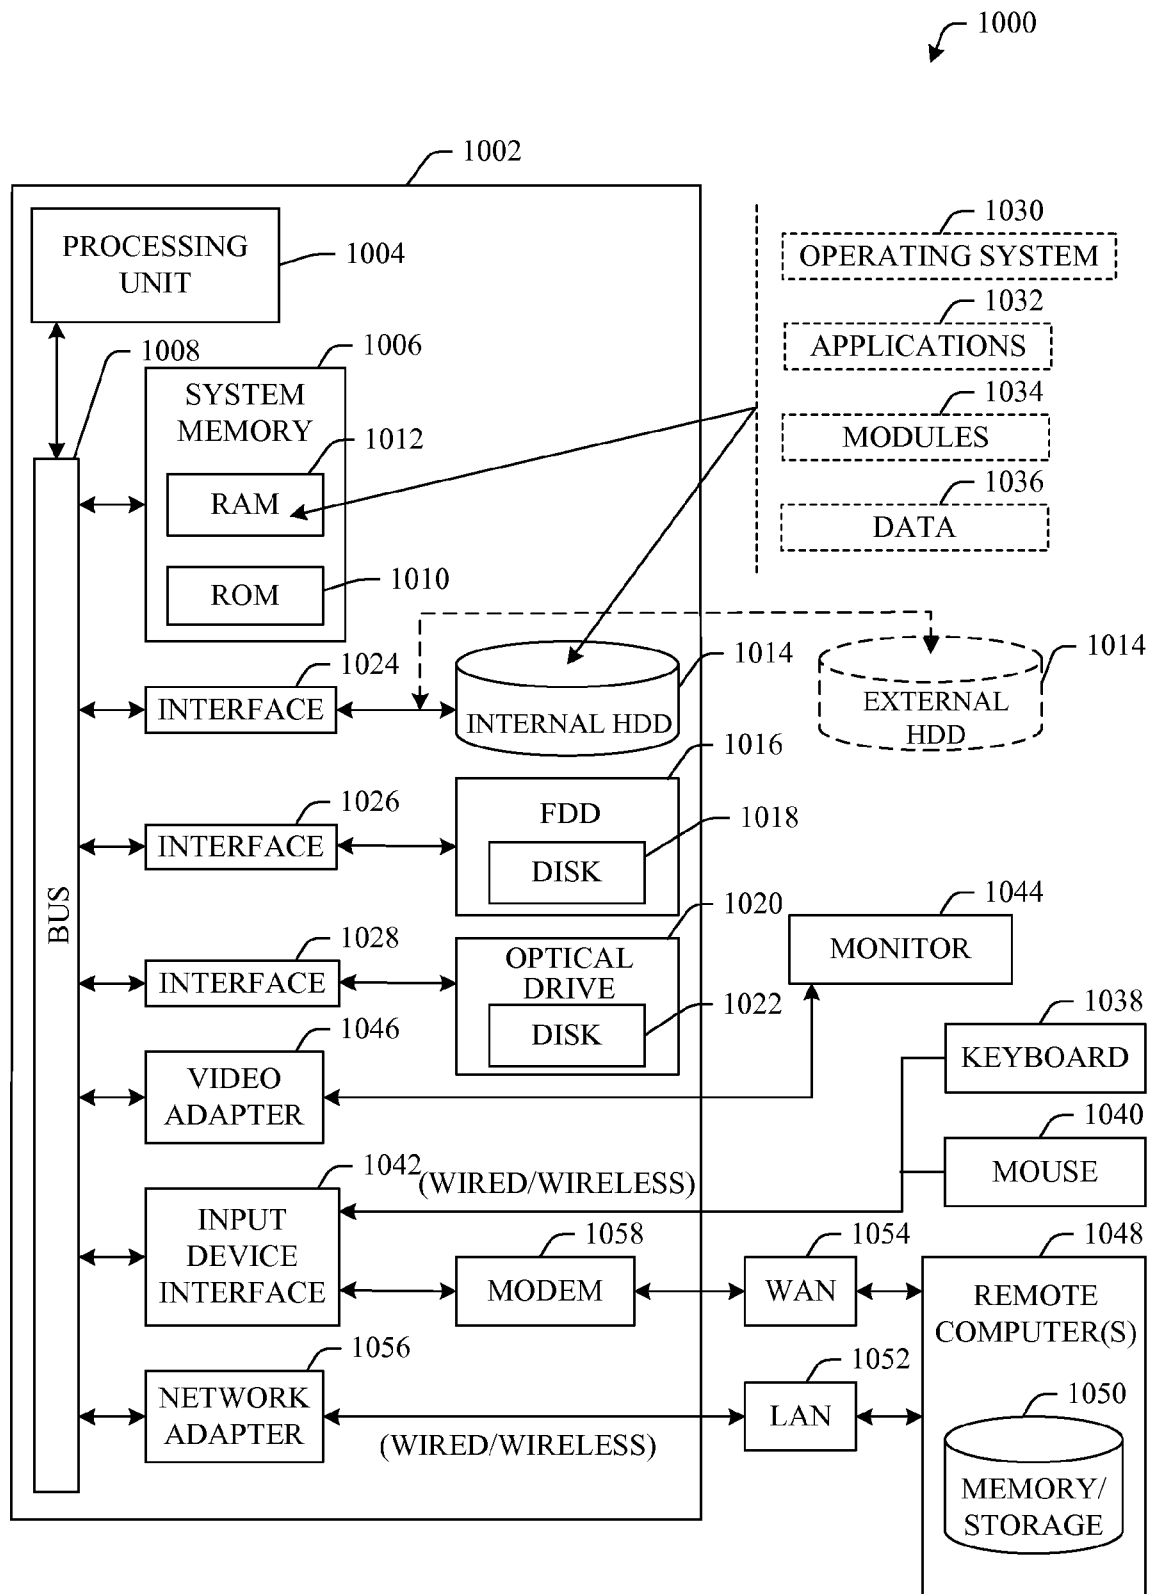 1000
1002
PROCESSING
UNIT
1004
1030
OPERATING SYSTEM
1032
APPLICATIONS
1034
MODULES
1036
DATA
1008
1006
SYSTEM
MEMORY
1012
RAM
1010
ROM
1024
INTERFACE
1014
INTERNAL HDD
1014
EXTERNAL
HDD
1016
FDD
1026
INTERFACE
1018
DISK
BUS
1020
OPTICAL
DRIVE
1028
INTERFACE
1022
DISK
1044
MONITOR
1046
VIDEO
ADAPTER
1038
KEYBOARD
1040
MOUSE
1042
(WIRED/WIRELESS)
INPUT
DEVICE
INTERFACE
1058
MODEM
1054
WAN
1048
REMOTE
COMPUTER(S)
1056
NETWORK
ADAPTER
(WIRED/WIRELESS)
1052
LAN
1050
MEMORY/
STORAGE